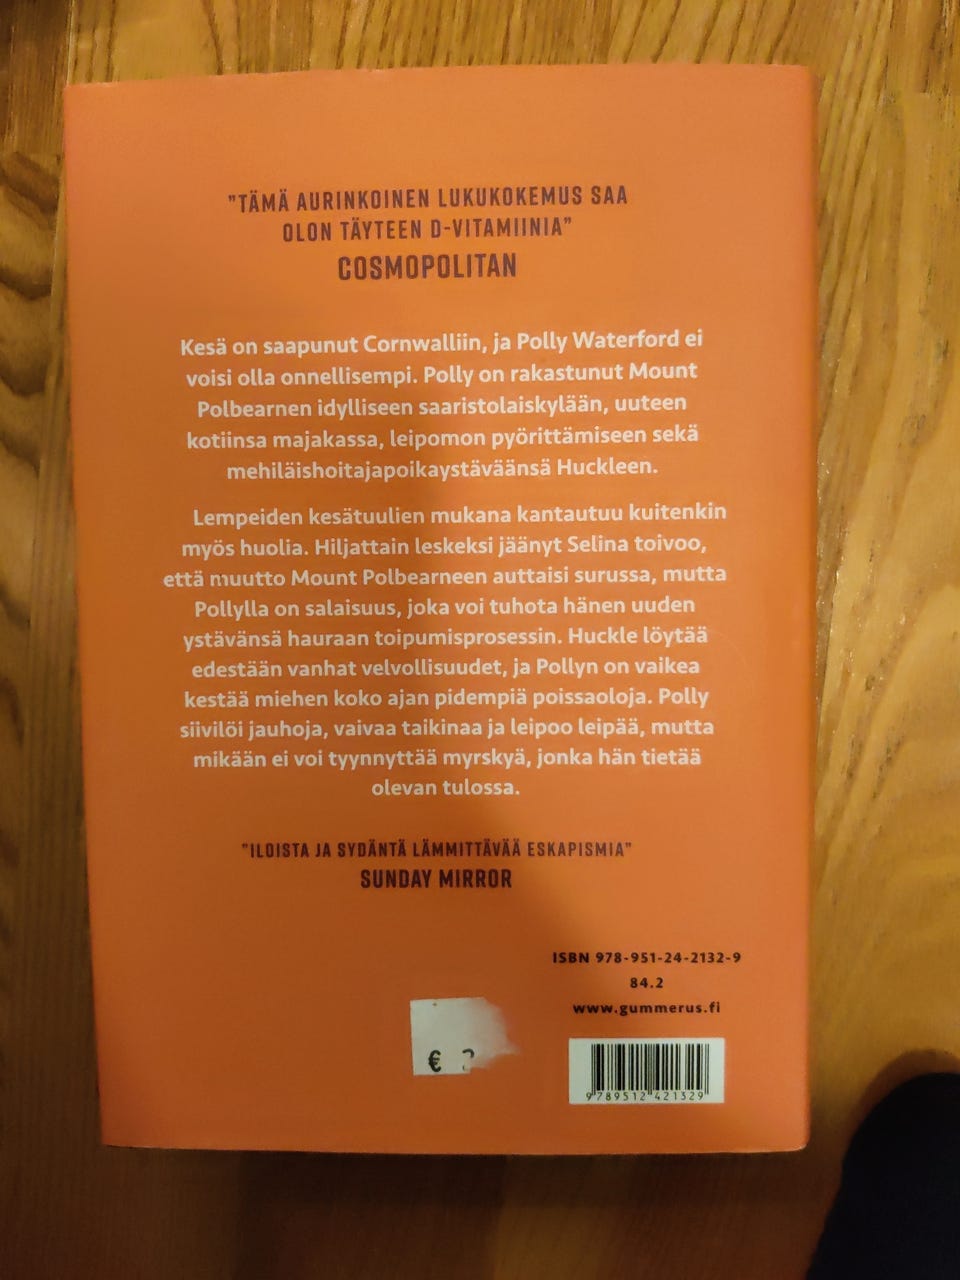 "TÄMÄ AURINKOINEN LUKUKOKEMUS SAA
OLON TÄYTEEN D-VITAMIINIA"
COSMOPOLITAN
Kesä on saapunut Cornwalliin, ja Polly Waterford ei
voisi olla onnellisempi. Polly on rakastunut Mount
Polbearnen idylliseen saaristolaiskylään, uuteen
kotiinsa majakassa, leipomon pyörittämiseen sekä
mehiläishoitajapoikaystäväänsä Huckleen.
Lempeiden kesätuulien mukana kantautuu kuitenkin
myös huolia. Hiljattain leskeksi jäänyt Selina toivoo,
että muutto Mount Polbearneen auttaisi surussa, mutta
Pollylla on salaisuus, joka voi tuhota hänen uuden
ystävänsä hauraan toipumisprosessin. Huckle löytää
edestään vanhat velvollisuudet, ja Pollyn on vaikea
kestää miehen koko ajan pidempiä poissaoloja. Polly
siivilöi jauhoja, vaivaa taikinaa ja leipoo leipää, mutta
mikään ei voi tyynnyttää myrskyä, jonka hän tietää
olevan tulossa.
"ILOISTA JA SYDÄNTÄ LÄMMITTÄVÄÄ ESKAPISMIA"
SUNDAY MIRROR
ISBN 978-951-24-2132-9
84.2
www.gummerus.fi
€
9 789512 421329